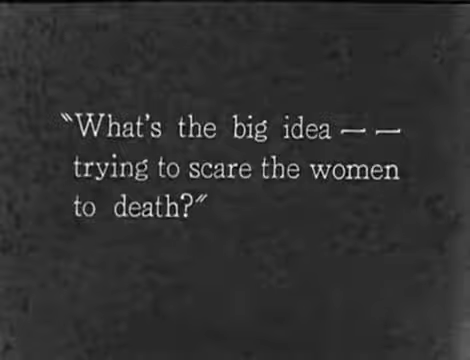 "What's the big idea — —
trying to scare the women
to death?"